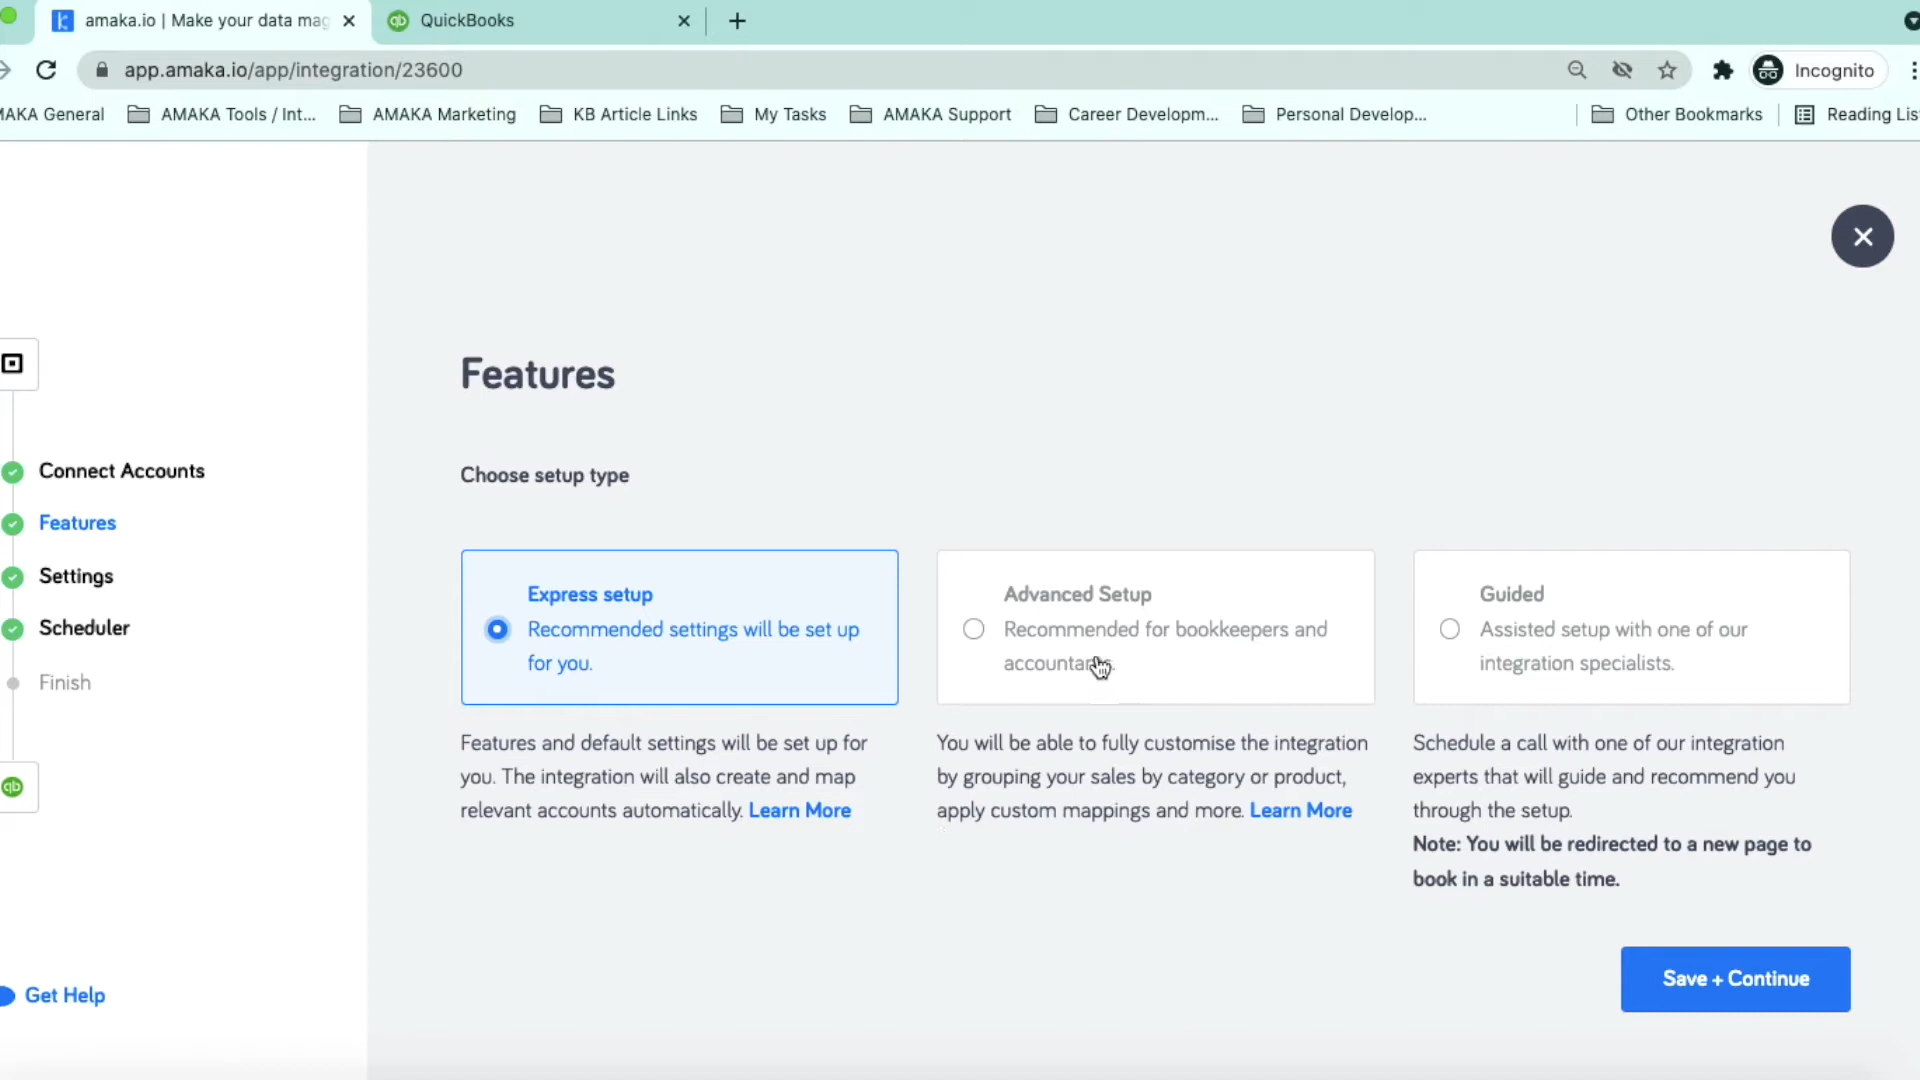 amaka.io | Make your data mag
QuickBooks
app.amaka.io/app/integration/23600
Incognito
MAKA General
AMAKA Tools / Int...
AMAKA Marketing
KB Article Links
My Tasks
AMAKA Support
Career Developm...
Personal Develop...
Other Bookmarks
Reading Lis
Features
Choose setup type
Connect Accounts
Features
Settings
Scheduler
Finish
qb
Get Help
Express setup
Recommended settings will be set up
for you.
Features and default settings will be set up for
you. The integration will also create and map
relevant accounts automatically. Learn More
Advanced Setup
Recommended for bookkeepers and
accountants.
You will be able to fully customise the integration
by grouping your sales by category or product,
apply custom mappings and more. Learn More
Guided
Assisted setup with one of our
integration specialists.
Schedule a call with one of our integration
experts that will guide and recommend you
through the setup.
Note: You will be redirected to a new page to
book in a suitable time.
Save + Continue